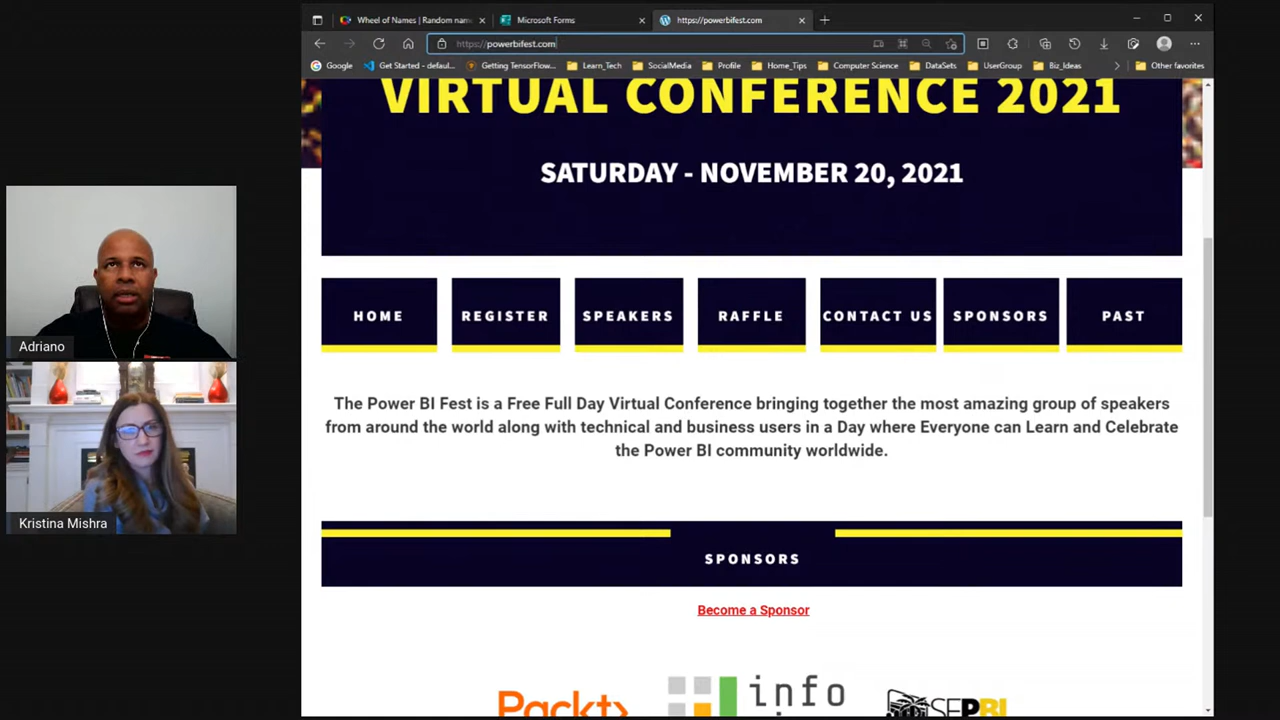 Wheel of Names | Random nam
Microsoft Forms
https://powerbifest.com
https://powerbifest.com
Google
Get Started - defaul...
Getting TensorFlow...
Learn_Tech
SocialMedia
Profile
Home_Tips
Computer Science
DataSets
UserGroup
Biz_Ideas
Other favorites
VIRTUAL CONFERENCE 2021
SATURDAY - NOVEMBER 20, 2021
HOME
REGISTER
SPEAKERS
RAFFLE
CONTACT US
SPONSORS
PAST
The Power BI Fest is a Free Full Day Virtual Conference bringing together the most amazing group of speakers
from around the world along with technical and business users in a Day where Everyone can Learn and Celebrate
the Power BI community worldwide.
SPONSORS
Become a Sponsor
Packt>
info
SEPBI
Adriano
Kristina Mishra